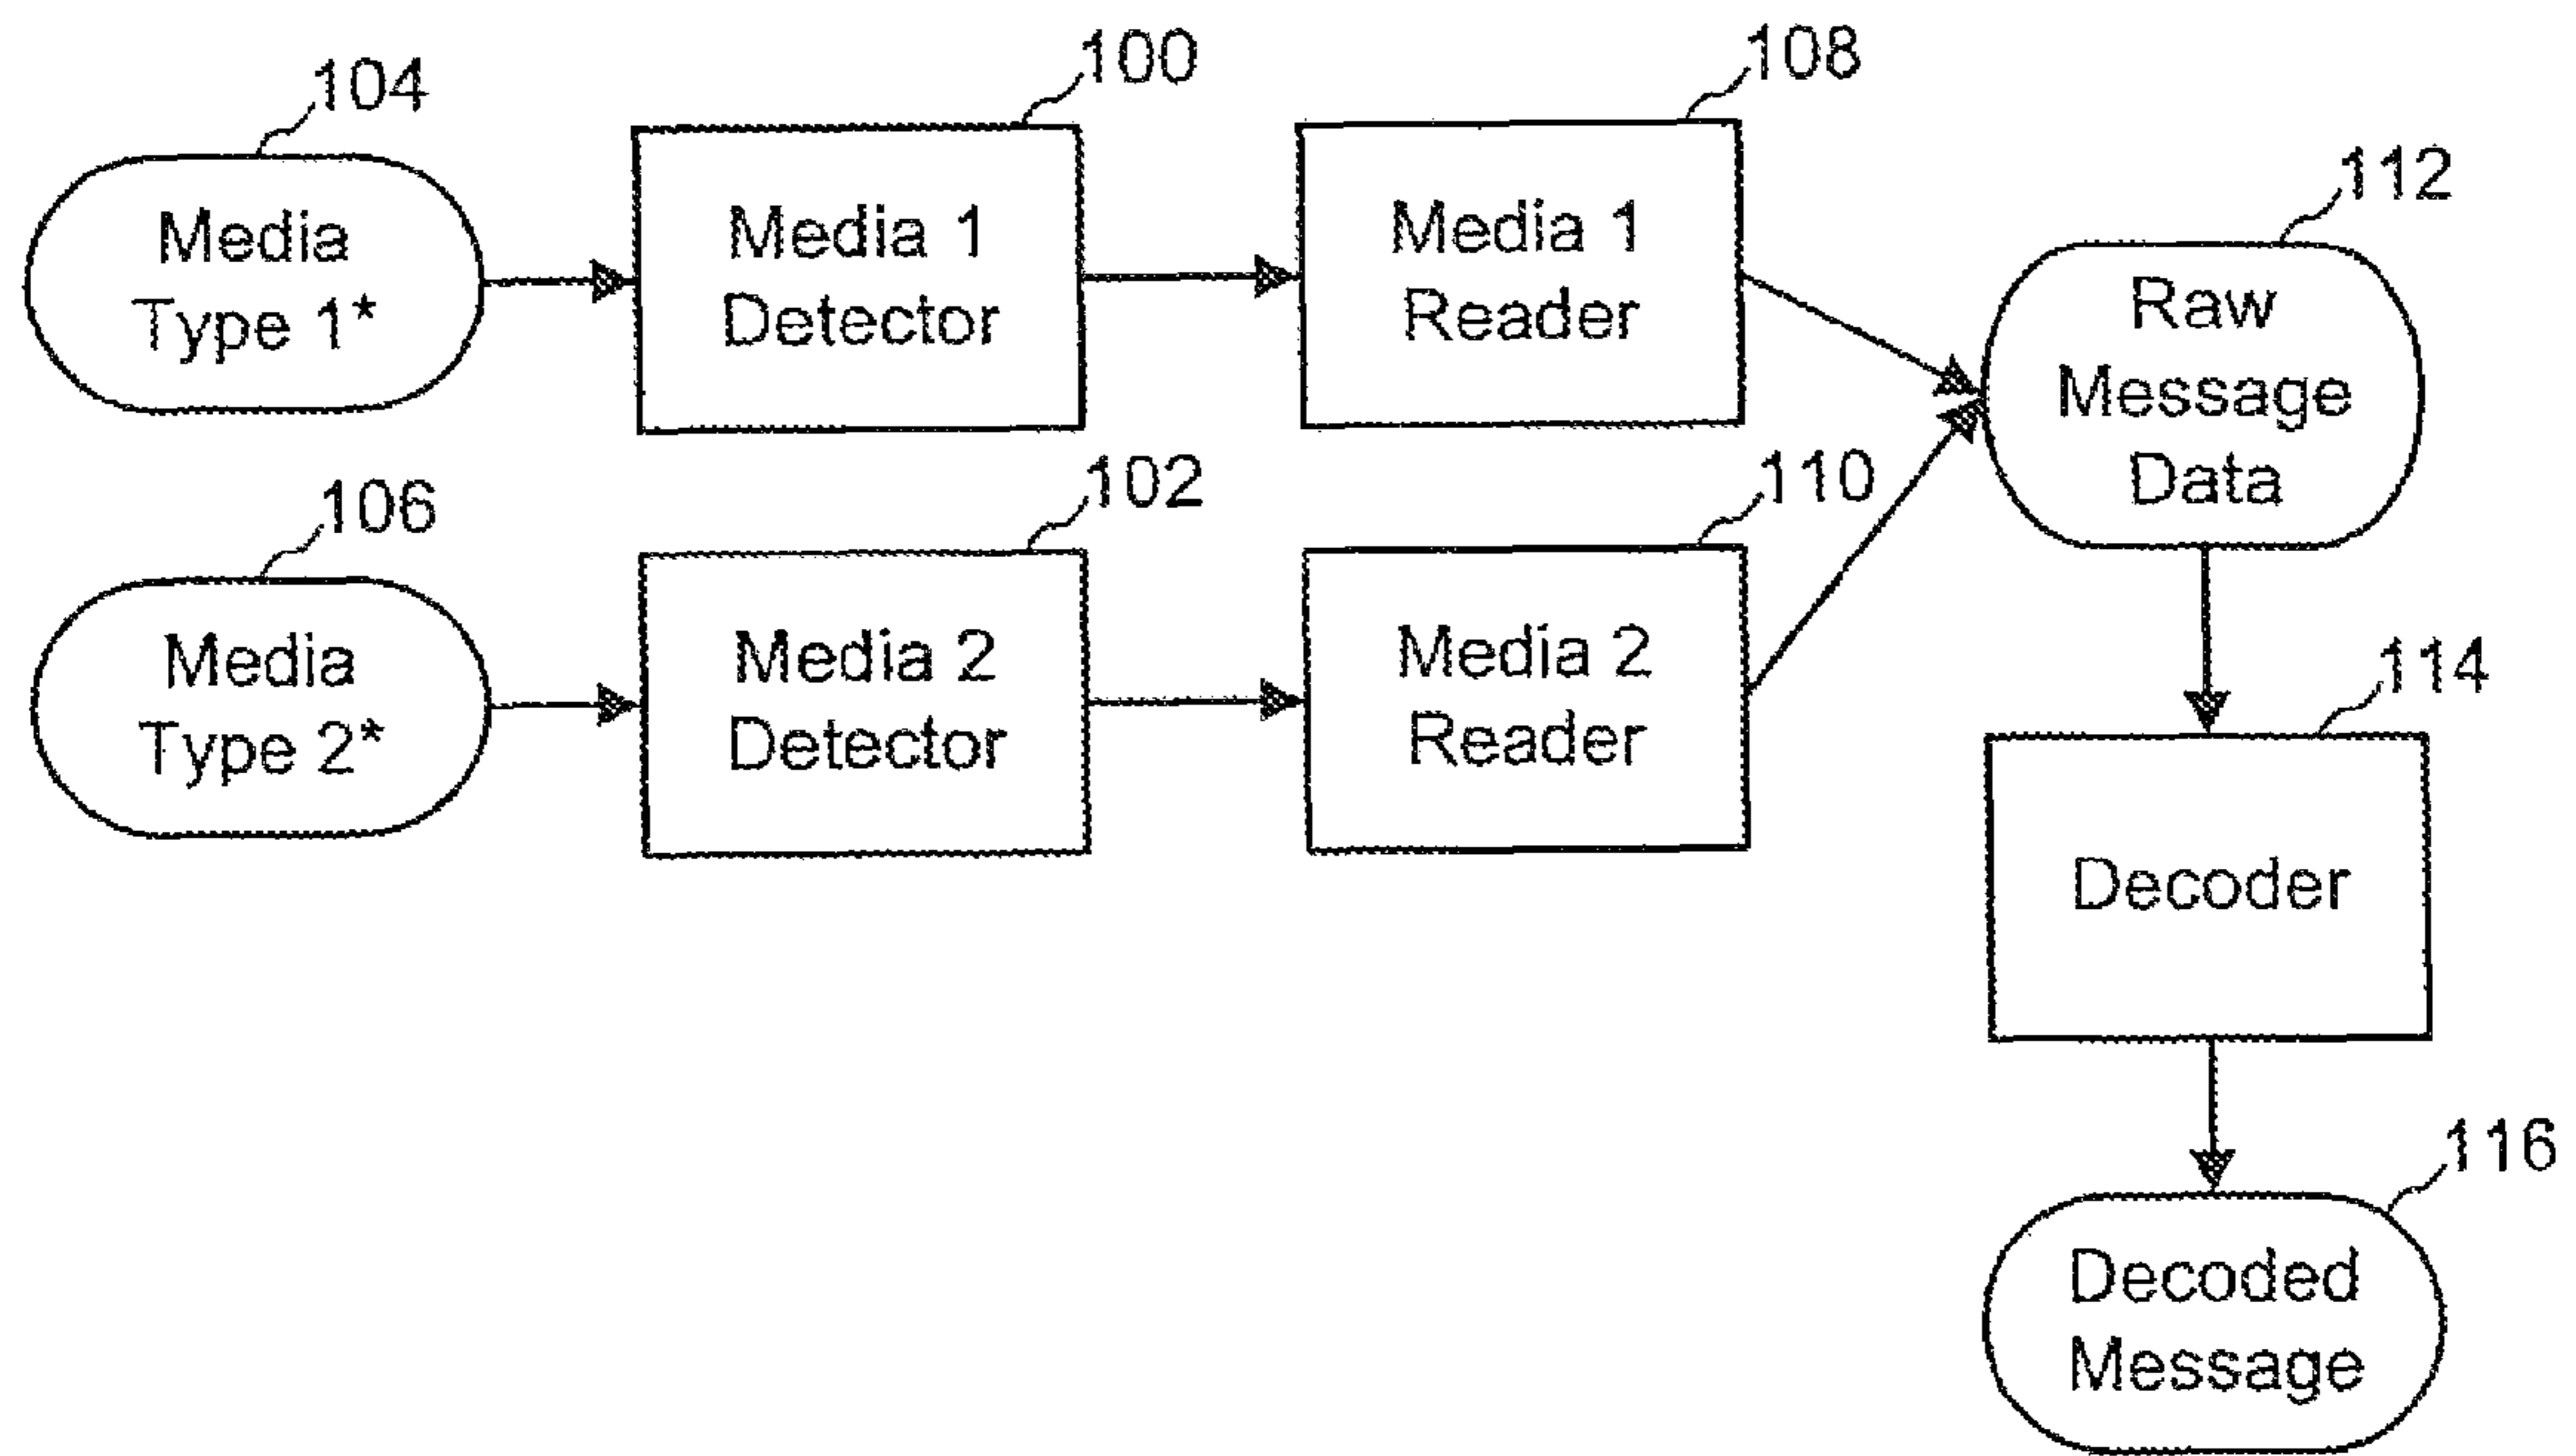 104
Media
Type 1*
100
Media 1
Detector
108
Media 1
Reader
112
Raw
Message
Data
106
Media
Type 2*
102
Media 2
Detector
110
Media 2
Reader
114
Decoder
116
Decoded
Message